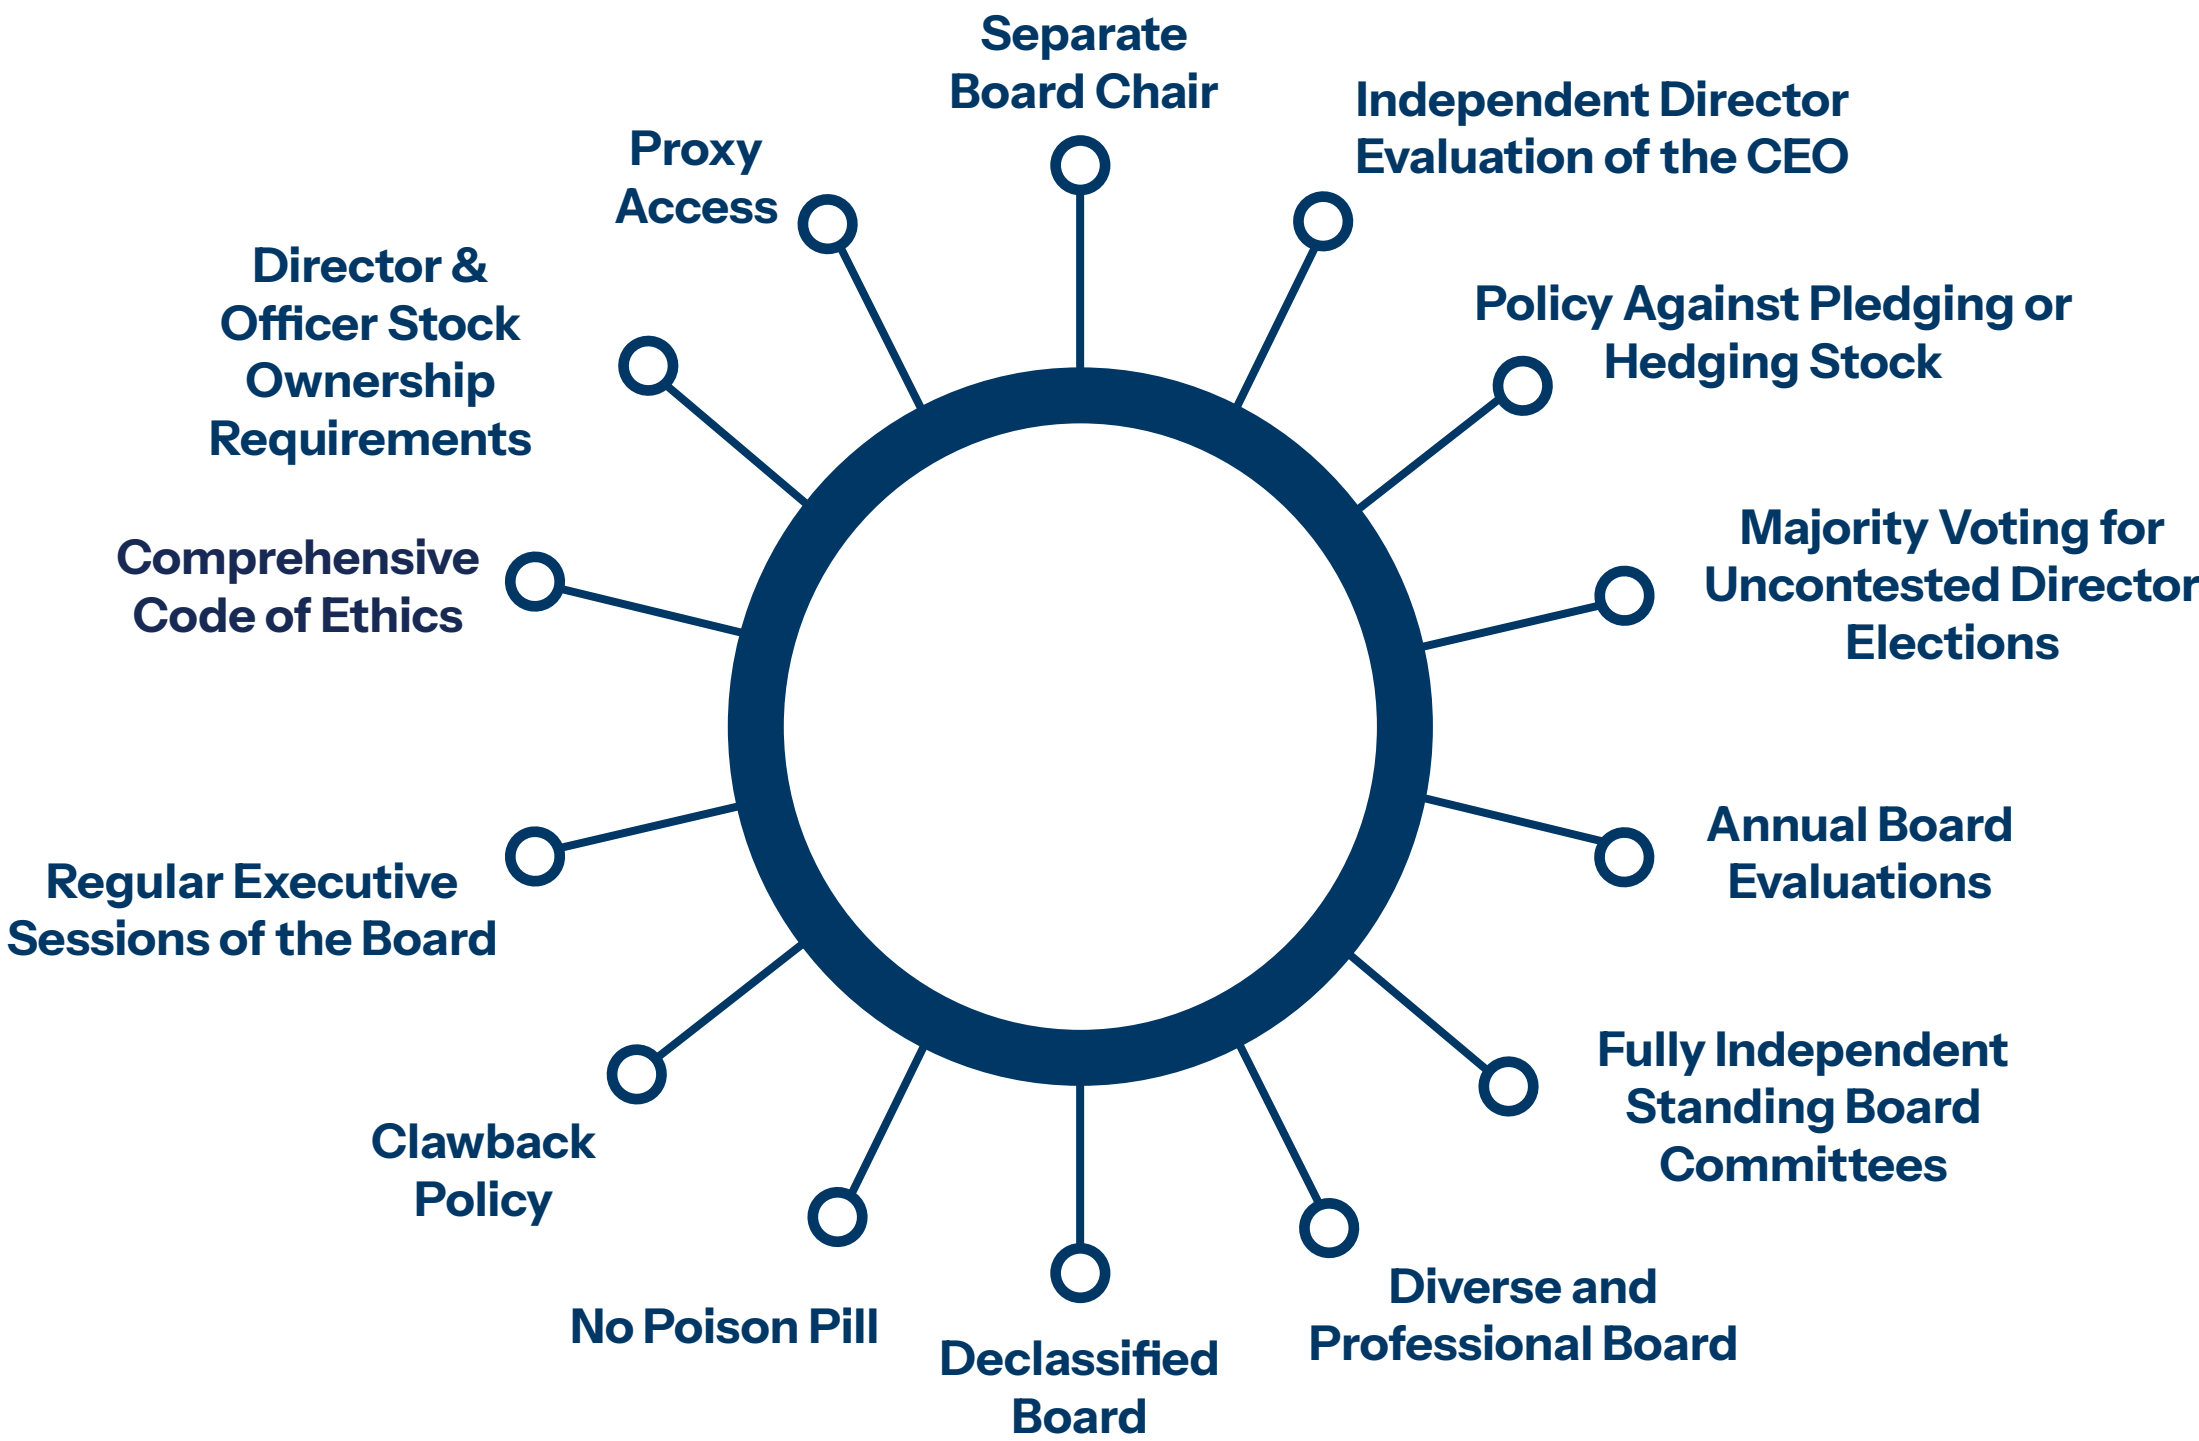 Separate
Board Chair
Independent Director
Evaluation of the CEO
Policy Against Pledging or
Hedging Stock
Majority Voting for
Uncontested Director
Elections
Annual Board
Evaluations
Fully Independent
Standing Board
Committees
Diverse and
Professional Board
Declassified
Board
No Poison Pill
Clawback
Policy
Regular Executive
Sessions of the Board
Comprehensive
Code of Ethics
Director &
Officer Stock
Ownership
Requirements
Proxy
Access